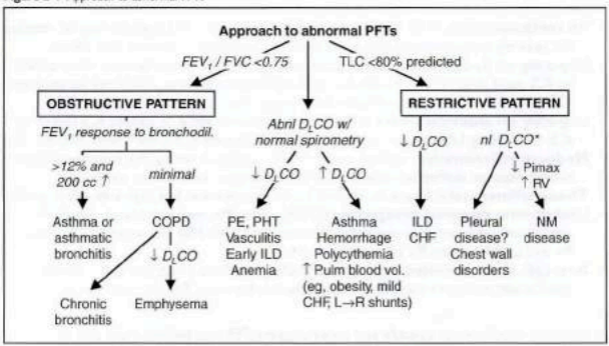 Approach to abnormal PFTs
FEV₁ / FVC <0.75
TLC <80% predicted
OBSTRUCTIVE PATTERN
FEV₁ response to bronchodil.
>12% and
200 cc ↑
minimal
Asthma or
asthmatic
bronchitis
COPD
↓ DLCO
Chronic
bronchitis
Emphysema
Abnl DLCO w/
normal spirometry
↓ DLCO
↑ DLCO
PE, PHT
Vasculitis
Early ILD
Anemia
Asthma
Hemorrhage
Polycythemia
↑ Pulm blood vol.
(eg, obesity, mild
CHF, L→R shunts)
RESTRICTIVE PATTERN
↓ DLCO
nl DLCO*
↓ Pimax
↑ RV
ILD
CHF
Pleural
disease?
Chest wall
disorders
NM
disease